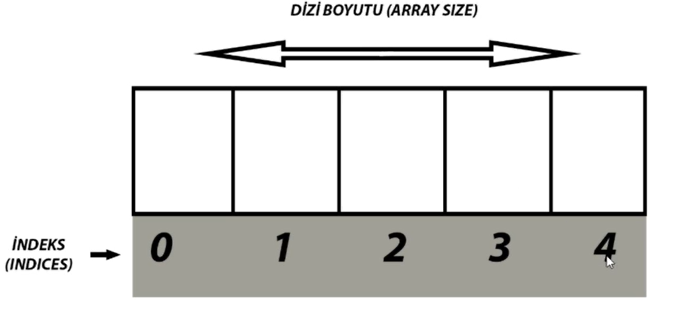 DİZİ BOYUTU (ARRAY SIZE)
İNDEKS
(INDICES)
0 1 2 3 4